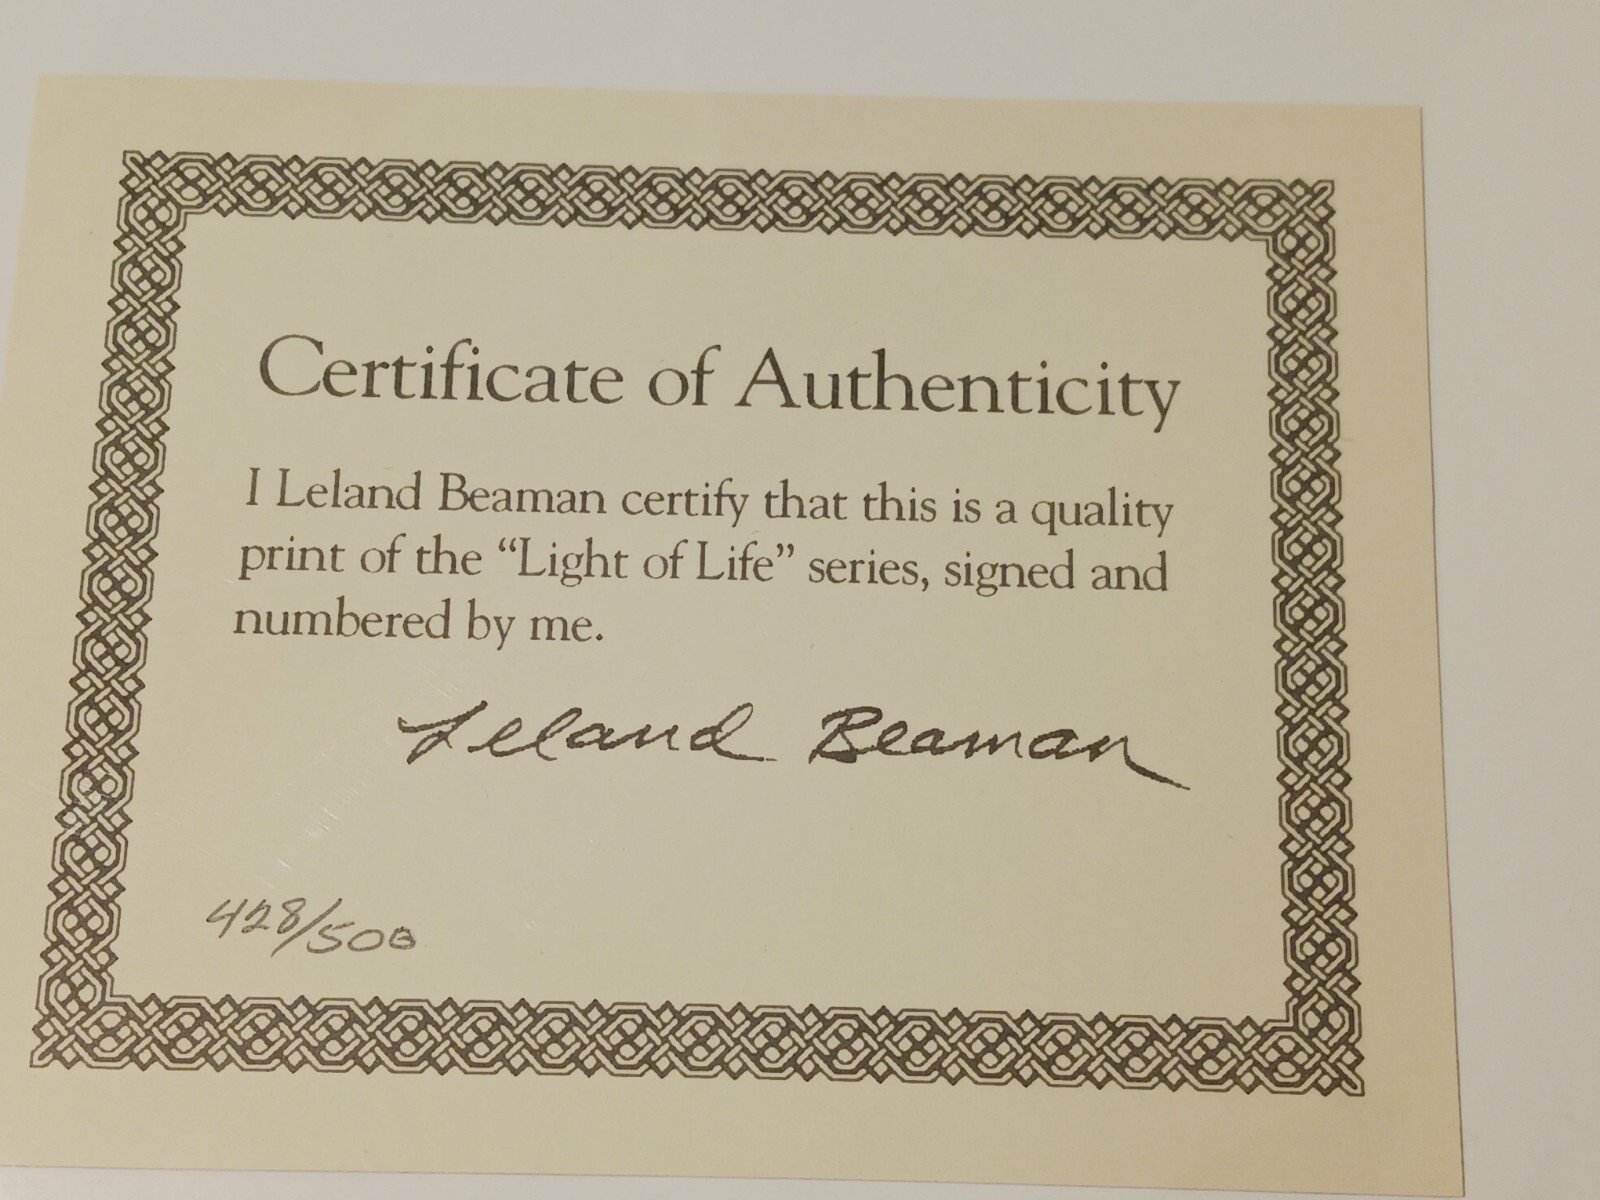 Certificate of Authenticity
I Leland Beaman certify that this is a quality
print of the “Light of Life” series, signed and
numbered by me.
Leland Beaman
428/500